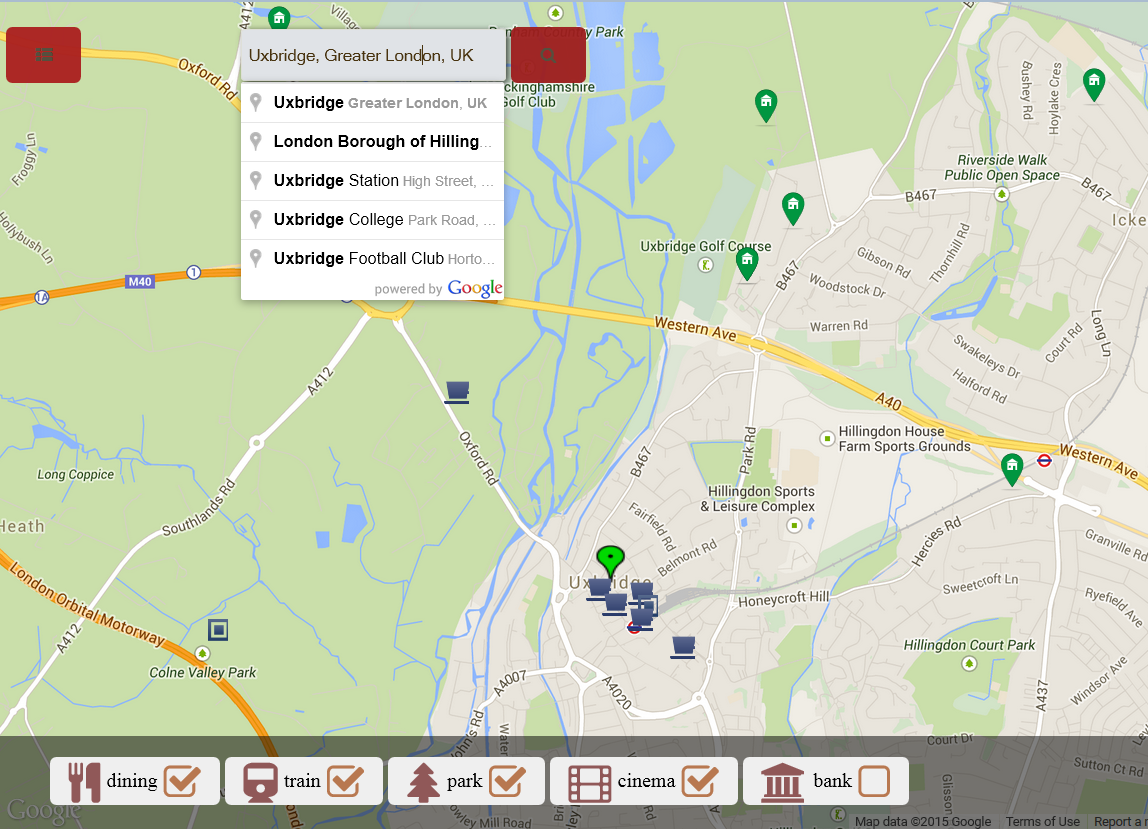 A412
Village
Oxford Rd
Country Park
Uxbridge, Greater London, UK
Uxbridge Greater London, UK
London Borough of Hilling...
Uxbridge Station High Street, ...
Uxbridge College Park Road, ...
Uxbridge Football Club Horto...
powered by Google
ckinghamshire
Golf Club
Froggy Ln
Hollybush Ln
Bushey Rd
Hoylake Cres
Riverside Walk
Public Open Space
B467
B467
Icke
Uxbridge Golf Course
B467
Gibson Rd
Thornhill Rd
Woodstock Dr
M40
1
1A
Western Ave
Warren Rd
Long Ln
Court Rd
Swakeleys Dr
Halford Rd
A412
A40
Oxford Rd
B467
Park Rd
Hillingdon House
Farm Sports Grounds
Western Ave
Long Coppice
Southlands Rd
Hillingdon Sports
& Leisure Complex
Heath
Fairfield Rd
Belmont Rd
Hercies Rd
Granville Rd
London Orbital Motorway
Uxbridge
Honeycroft Hill
Sweetcroft Ln
Ryefield Ave
A412
Colne Valley Park
A007
A4020
Hillingdon Court Park
A437
Windsor Ave
John's Rd
Water
Court Dr
Sutton Ct Rd
Glisson
dining
train
park
cinema
bank
Google
Cowley Mill Road
Map data ©2015 Google
Terms of Use
Report a